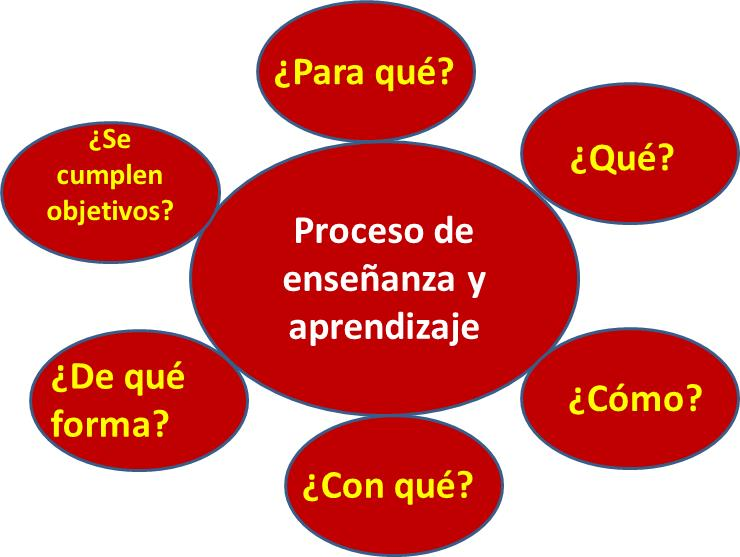 ¿Para qué?
¿Qué?
¿Se
cumplen
objetivos?
Proceso de
enseñanza y
aprendizaje
¿De qué
forma?
¿Cómo?
¿Con qué?